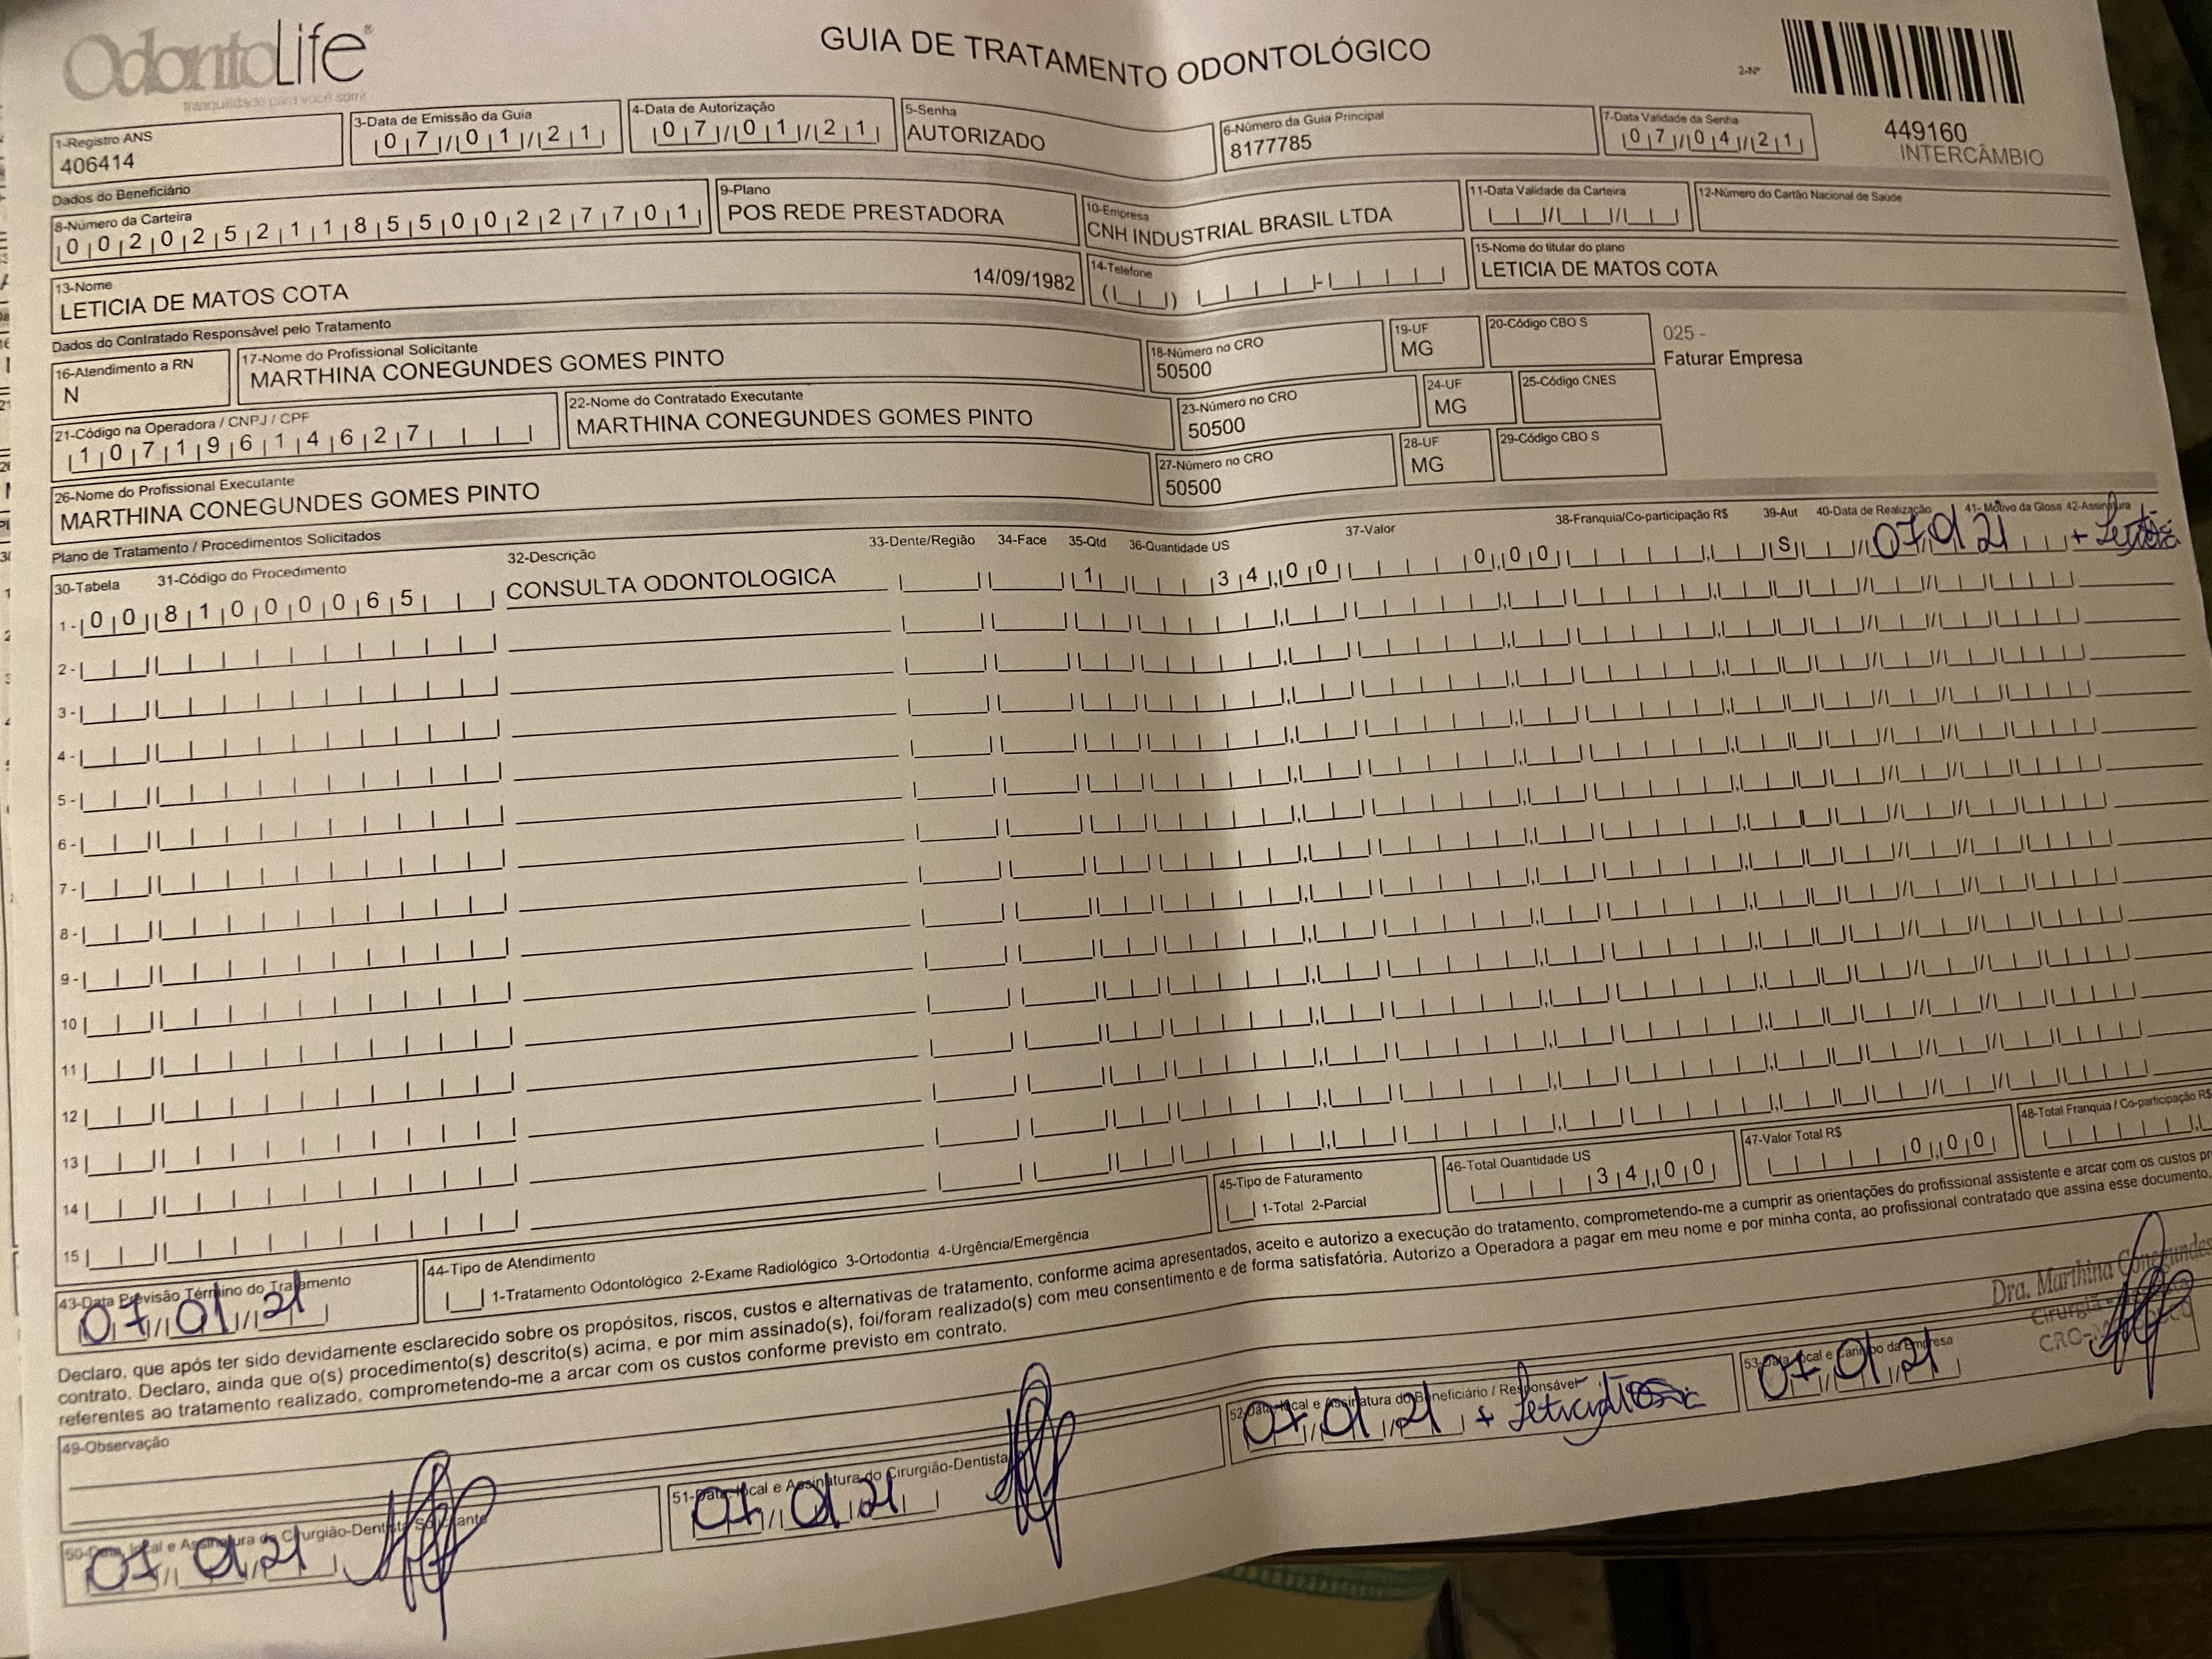 OdontoLife
tranquilidade para você sorrir
GUIA DE TRATAMENTO ODONTOLÓGICO
2-Nº
449160
INTERCÂMBIO
1-Registro ANS
406414
3-Data de Emissão da Guia
07/01/21
4-Data de Autorização
07/01/21
5-Senha
AUTORIZADO
6-Número da Guia Principal
8177785
7-Data Validade da Senha
07/04/21
Dados do Beneficiário
8-Número da Carteira
00202521185500227701
9-Plano
POS REDE PRESTADORA
10-Empresa
CNH INDUSTRIAL BRASIL LTDA
11-Data Validade da Carteira
12-Número do Cartão Nacional de Saúde
13-Nome
LETICIA DE MATOS COTA 14/09/1982
14-Telefone
15-Nome do titular do plano
LETICIA DE MATOS COTA
Dados do Contratado Responsável pelo Tratamento
16-Atendimento a RN
N
17-Nome do Profissional Solicitante
MARTHINA CONEGUNDES GOMES PINTO
18-Número no CRO
50500
19-UF
MG
20-Código CBO S
025 -
Faturar Empresa
21-Código na Operadora / CNPJ / CPF
10719614627
22-Nome do Contratado Executante
MARTHINA CONEGUNDES GOMES PINTO
23-Número no CRO
50500
24-UF
MG
25-Código CNES
26-Nome do Profissional Executante
MARTHINA CONEGUNDES GOMES PINTO
27-Número no CRO
50500
28-UF
MG
29-Código CBO S
Plano de Tratamento / Procedimentos Solicitados
30-Tabela 31-Código do Procedimento 32-Descrição 33-Dente/Região 34-Face 35-Qtd 36-Quantidade US 37-Valor 38-Franquia/Co-participação R$ 39-Aut 40-Data de Realização 41- Motivo da Glosa 42-Assinatura
1- 00 81000065 CONSULTA ODONTOLOGICA 1 34,00 0,00 S 07 01 21 +
2-
3-
4-
5-
6-
7-
8-
9-
10
11
12
13
14
15
43-Data Previsão Término do Tratamento
07/01/21
44-Tipo de Atendimento
1-Tratamento Odontológico 2-Exame Radiológico 3-Ortodontia 4-Urgência/Emergência
45-Tipo de Faturamento
1-Total 2-Parcial
46-Total Quantidade US
34,00
47-Valor Total R$
0,00
48-Total Franquia / Co-participação R$
Declaro, que após ter sido devidamente esclarecido sobre os propósitos, riscos, custos e alternativas de tratamento, conforme acima apresentados, aceito e autorizo a execução do tratamento, comprometendo-me a cumprir as orientações do profissional assistente e arcar com os custos
contrato. Declaro, ainda que o(s) procedimento(s) descrito(s) acima, e por mim assinado(s), foi/foram realizado(s) com meu consentimento e de forma satisfatória. Autorizo a Operadora a pagar em meu nome e por minha conta, ao profissional contratado que assina esse documento,
referentes ao tratamento realizado, comprometendo-me a arcar com os custos conforme previsto em contrato.
Dra. Marthina Conegundes
49-Observação
50-Data, local e Assinatura do Cirurgião-Dentista Solicitante
07/01/21
51-Data, local e Assinatura do Cirurgião-Dentista
07/01/21
52-Data, local e Assinatura do Beneficiário / Responsável
07/01/21 +
53-Data, local e Carimbo da Empresa
07/01/21